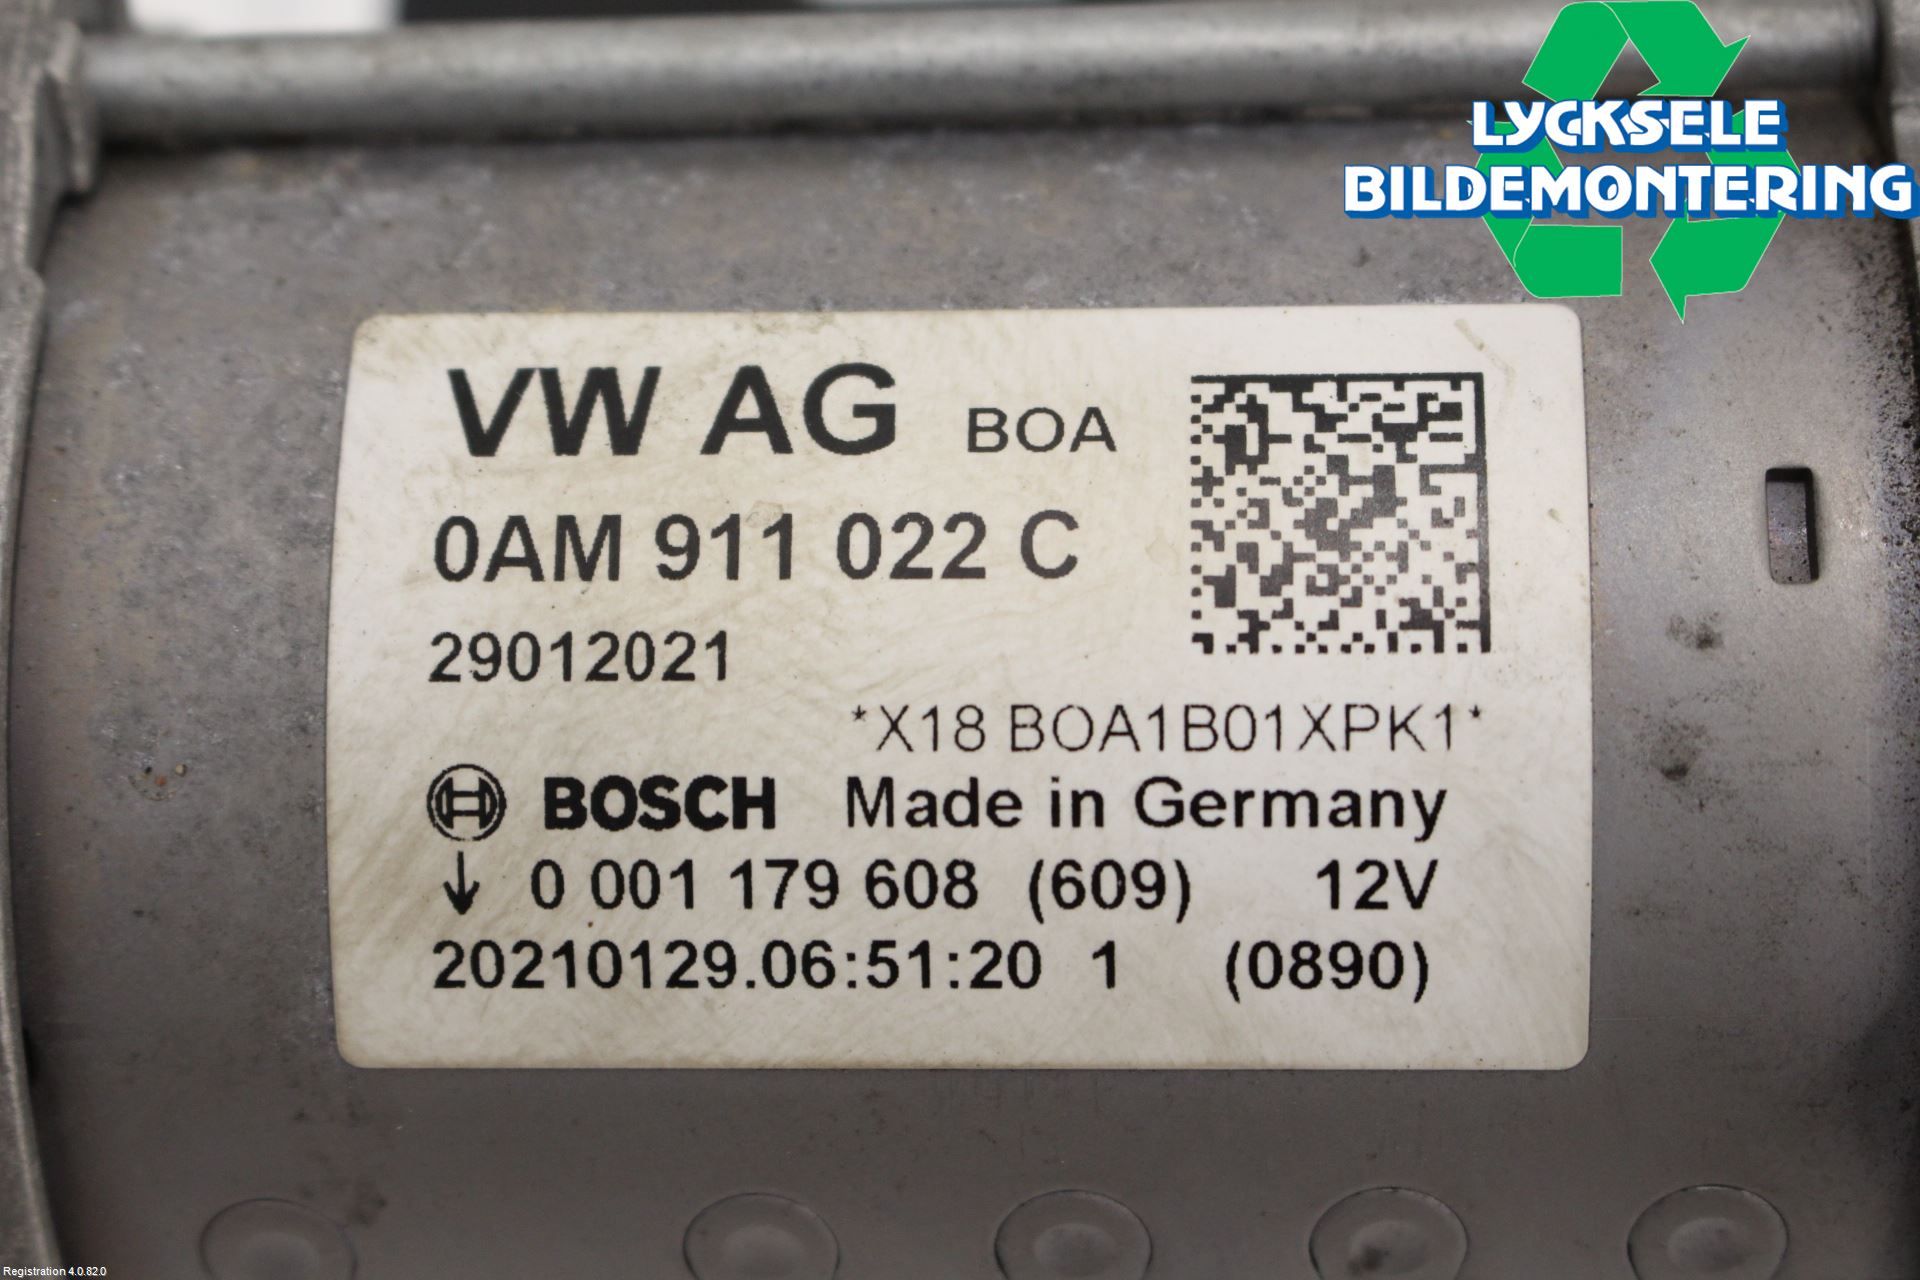 LYCKSELE
BILDEMONTERING
VW AG BOA
0AM 911 022 C
29012021
*X18 BOA1B01XPK1*
BOSCH Made in Germany
↓ 0 001 179 608 (609) 12V
20210129.06:51:20 1 (0890)
Registration 4.0.82.0